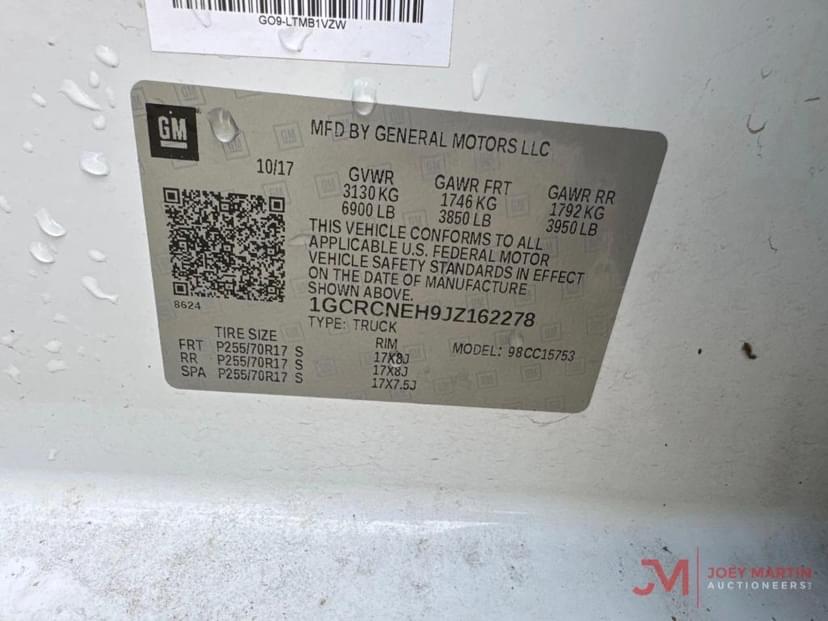 GO9-LTMB1VZW
GM
MFD BY GENERAL MOTORS LLC
10/17
GVWR GAWR FRT GAWR RR
3130 KG 1746 KG 1792 KG
6900 LB 3850 LB 3950 LB
THIS VEHICLE CONFORMS TO ALL
APPLICABLE U.S. FEDERAL MOTOR
VEHICLE SAFETY STANDARDS IN EFFECT
ON THE DATE OF MANUFACTURE
SHOWN ABOVE.
8624
1GCRCNEH9JZ162278
TYPE: TRUCK
MODEL: 98CC15753
TIRE SIZE RIM
FRT P255/70R17 S 17X8J
RR P255/70R17 S 17X8J
SPA P255/70R17 S 17X7.5J
JM
JOEY MARTIN
AUCTIONEERS